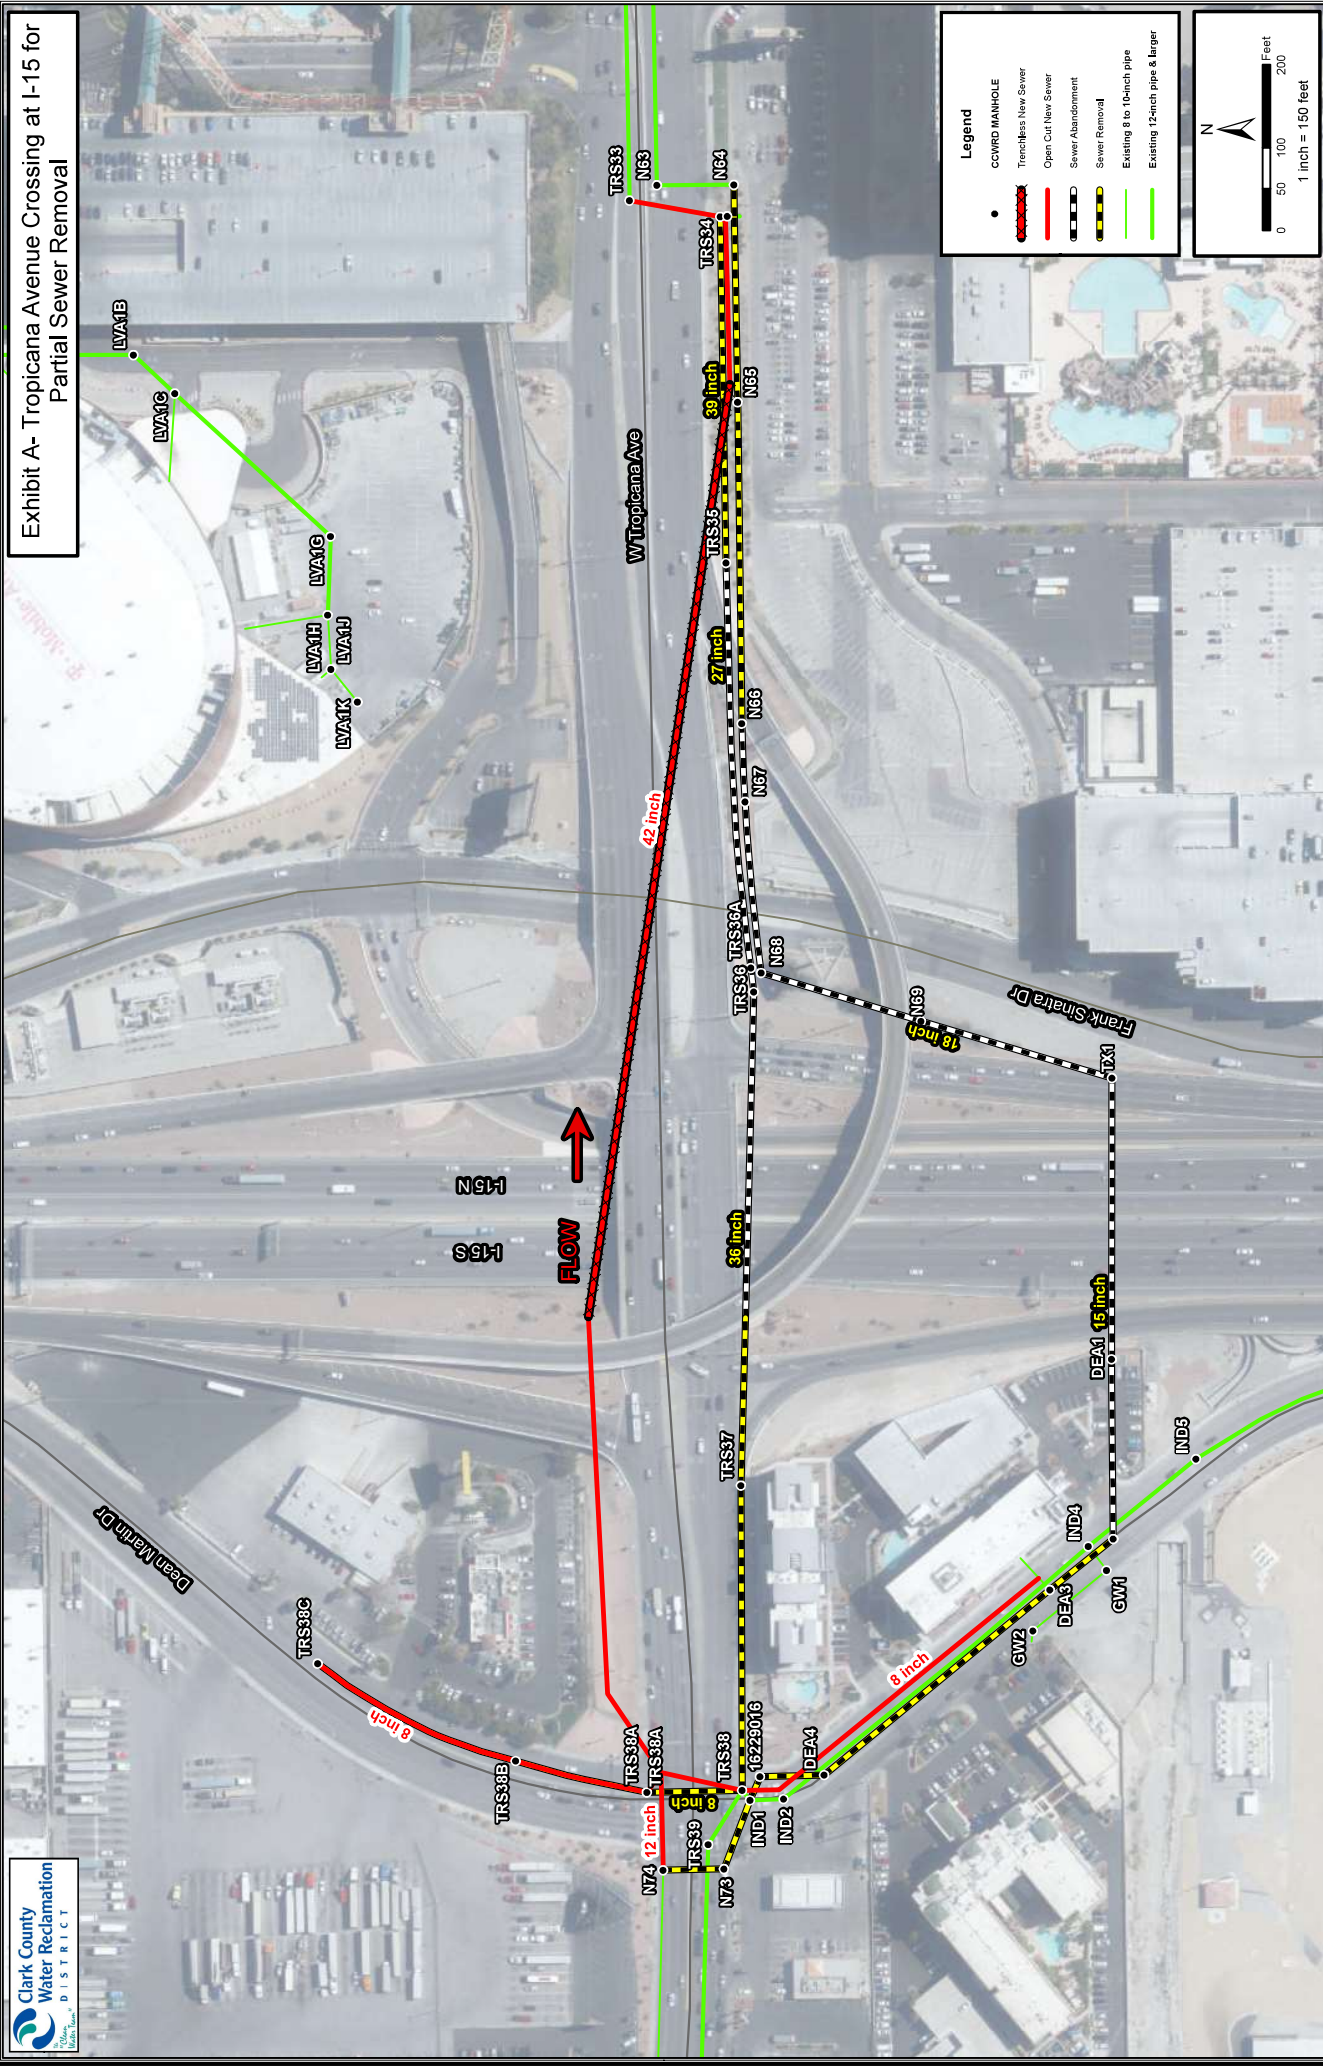 Exhibit A- Tropicana Avenue Crossing at I-15 for
Partial Sewer Removal
Clark County
Water Reclamation
DISTRICT
Legend
CCWRD MANHOLE
Trenchless New Sewer
Open Cut New Sewer
Sewer Abandonment
Sewer Removal
Existing 8 to 10-inch pipe
Existing 12-inch pipe & larger
N
0 50 100 200
Feet
1 inch = 150 feet
LVA1B
LVA1C
LVA1G
LVA1H
LVA1J
LVA1K
TRS33
N63
N64
TRS34
39 inch
N65
W Tropicana Ave
TRS35
27 inch
N66
N67
42 inch
TRS36A
TRS36
N68
N69
18 inch
Frank Sinatra Dr
TX1
I-15 N
I-15 S
FLOW
36 inch
15 inch
DEA1
TRS37
IND5
IND4
GW1
DEA3
GW2
8 inch
Dean Martin Dr
TRS38C
8 inch
TRS38B
TRS38A
TRS38A
TRS38
16229016
DEA4
8 inch
12 inch
TRS39
IND1
IND2
N74
N73